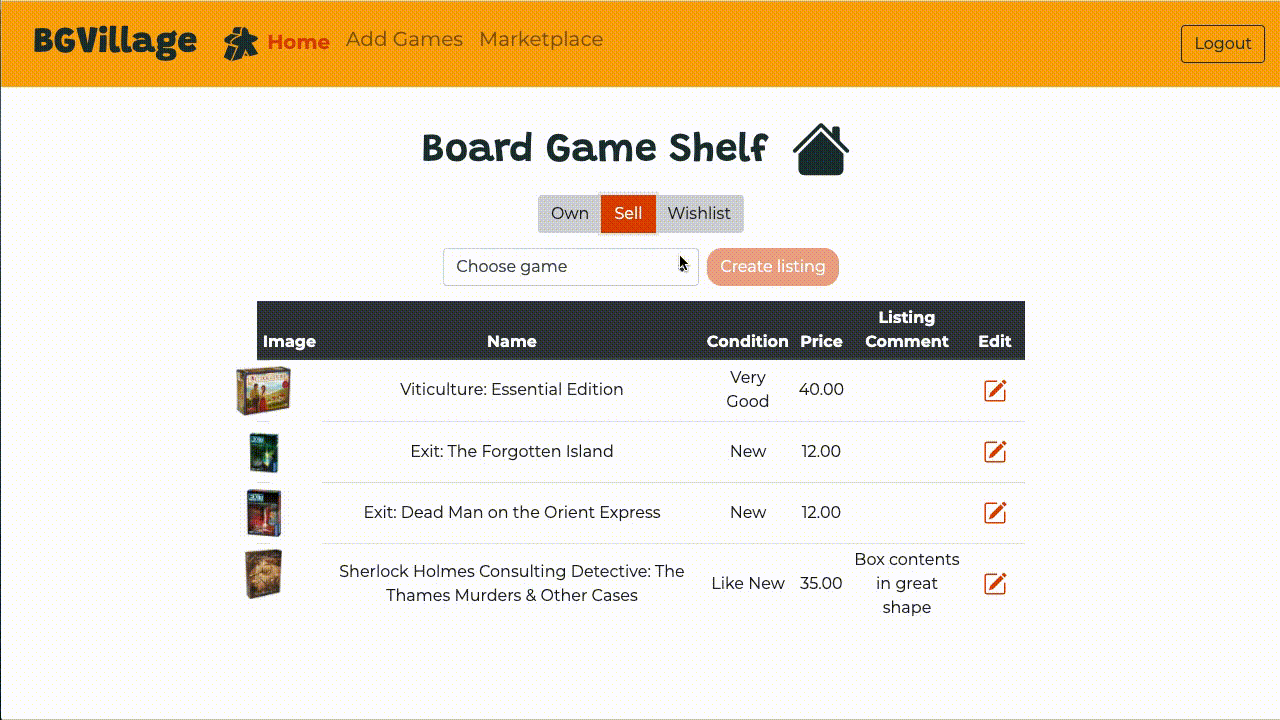 BGVillage Home Add Games Marketplace Logout
Board Game Shelf
Own Sell Wishlist
Choose game Create listing
Image Name Condition Price Listing Comment Edit
Viticulture: Essential Edition Very Good 40.00
Exit: The Forgotten Island New 12.00
Exit: Dead Man on the Orient Express New 12.00
Sherlock Holmes Consulting Detective: The
Thames Murders & Other Cases Like New 35.00 Box contents
in great
shape